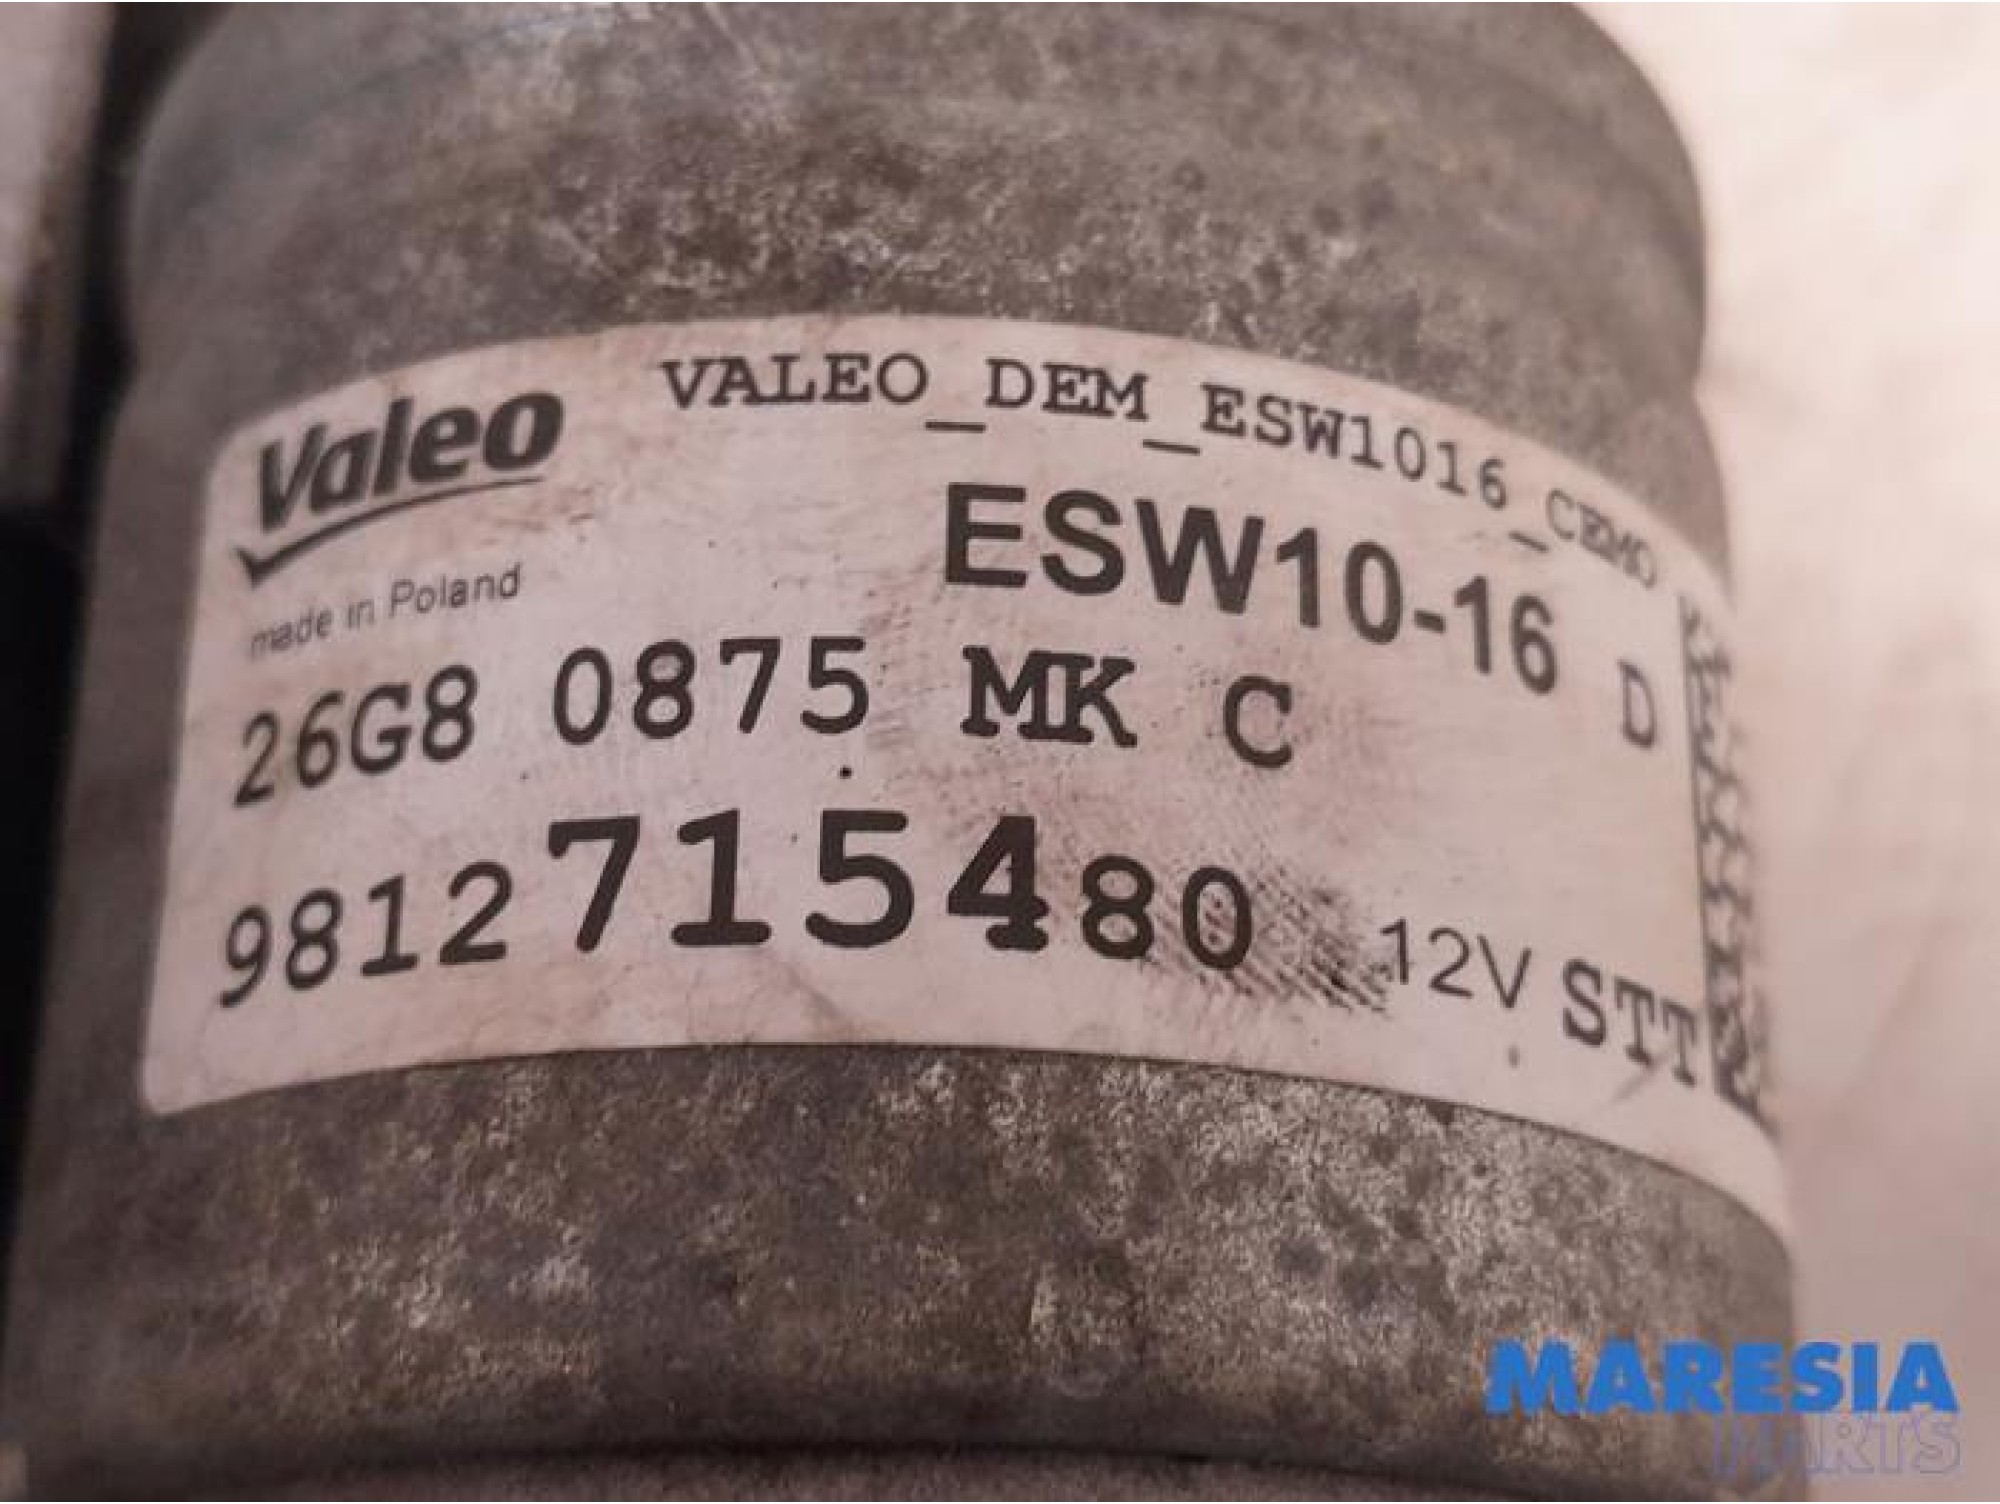 Valeo VALEO_DEM_ESW1016_CEMO
made in Poland ESW10-16 D
26G8 0875 MK C
9812715480 12V STT
MARESIA
PARTS